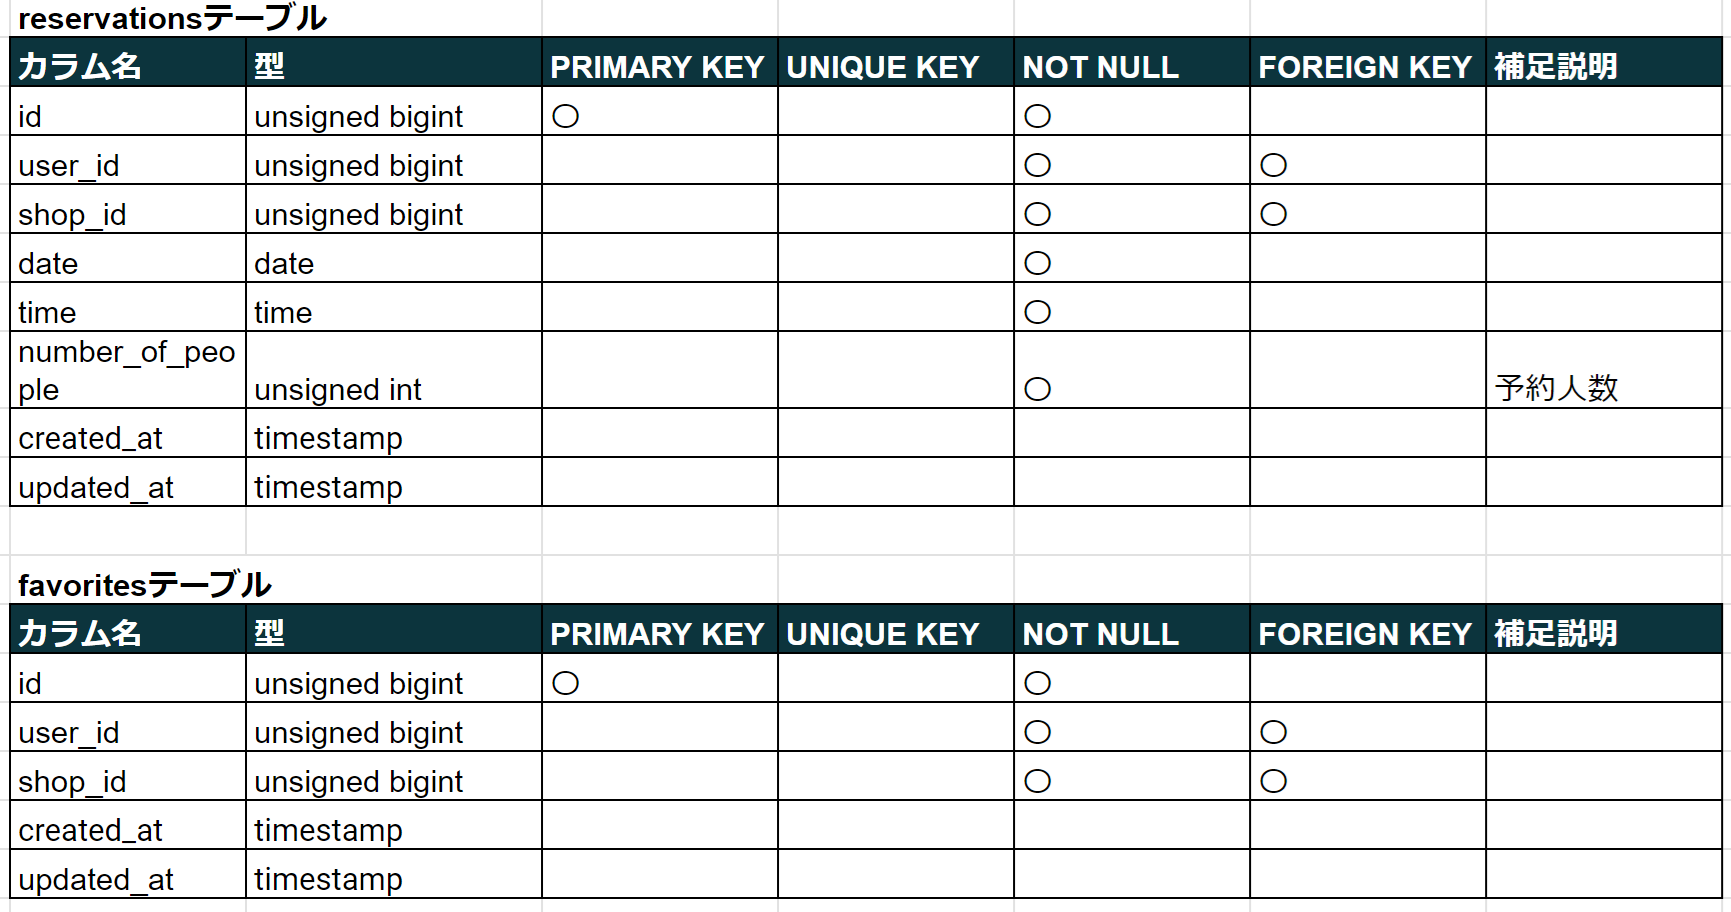 reservationsテーブル
カラム名 型 PRIMARY KEY UNIQUE KEY NOT NULL FOREIGN KEY 補足説明
id unsigned bigint ○ ○
user_id unsigned bigint ○ ○
shop_id unsigned bigint ○ ○
date date ○
time time ○
number_of_peo
ple unsigned int ○ 予約人数
created_at timestamp
updated_at timestamp
favoritesテーブル
カラム名 型 PRIMARY KEY UNIQUE KEY NOT NULL FOREIGN KEY 補足説明
id unsigned bigint ○ ○
user_id unsigned bigint ○ ○
shop_id unsigned bigint ○ ○
created_at timestamp
updated_at timestamp